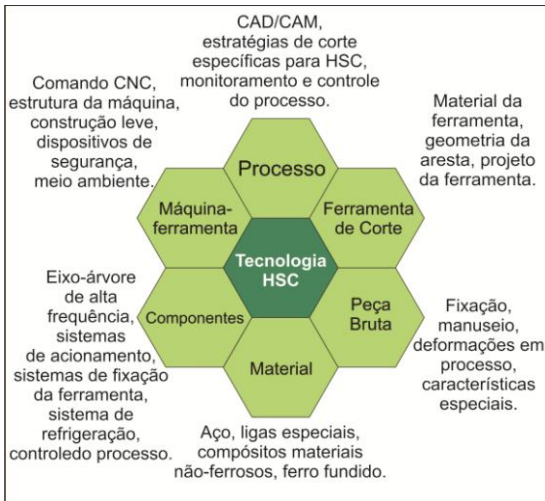 CAD/CAM,
estratégias de corte
específicas para HSC,
monitoramento e controle
do processo.
Comando CNC,
estrutura da máquina,
construção leve,
dispositivos de
segurança,
meio ambiente.
Material da
ferramenta,
geometria da
aresta, projeto
da ferramenta.
Processo
Máquina-
ferramenta
Ferramenta
de Corte
Tecnologia
HSC
Componentes
Peça
Bruta
Material
Eixo-árvore
de alta
frequência,
sistemas
de acionamento,
sistemas de fixação
da ferramenta,
sistema de
refrigeração,
controledo processo.
Fixação,
manuseio,
deformações em
processo,
características
especiais.
Aço, ligas especiais,
compósitos materiais
não-ferrosos, ferro fundido.